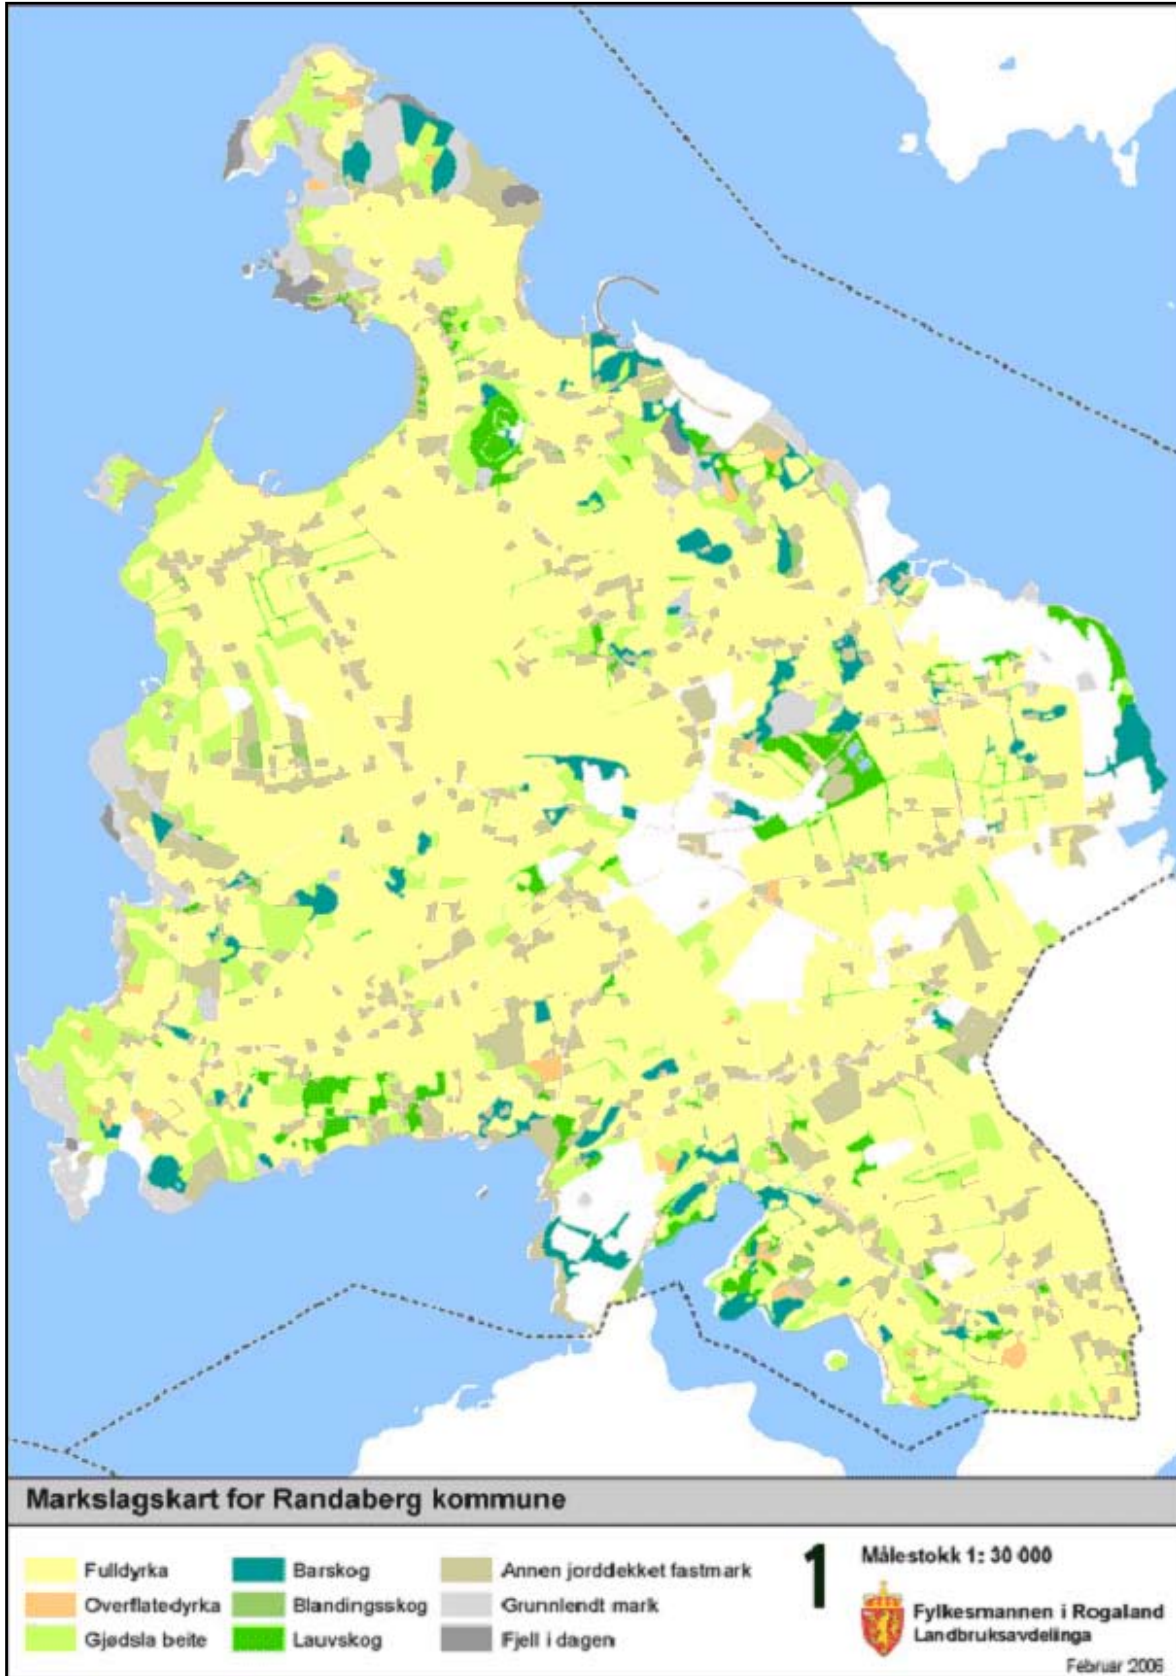 Markslagskart for Randaberg kommune
Fulldyrka
Overflatedyrka
Gjødsla beite
Barskog
Blandingsskog
Lauvskog
Annen jorddekket fastmark
Grunnlendt mark
Fjell i dagen
1
Målestokk 1: 30 000
Fylkesmannen i Rogaland
Landbruksavdelinga
Februar 2006